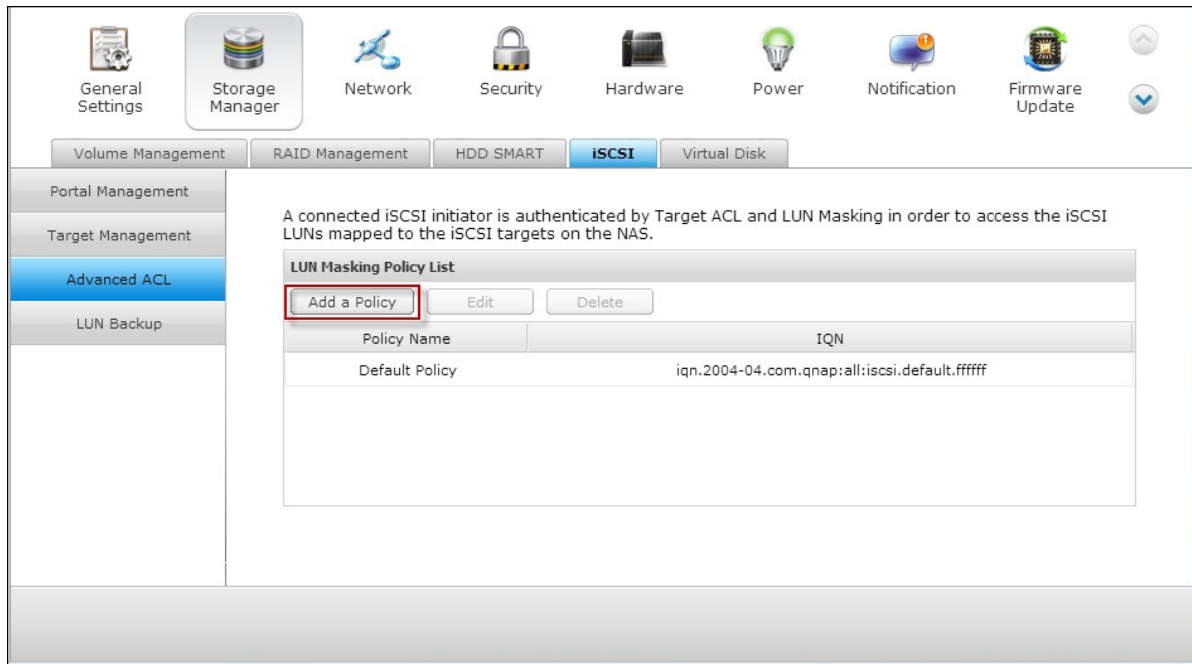 General Settings
Storage Manager
Network
Security
Hardware
Power
Notification
Firmware Update
Volume Management
RAID Management
HDD SMART
iSCSI
Virtual Disk
Portal Management
Target Management
Advanced ACL
LUN Backup
A connected iSCSI initiator is authenticated by Target ACL and LUN Masking in order to access the iSCSI
LUNs mapped to the iSCSI targets on the NAS.
LUN Masking Policy List
Add a Policy
Edit
Delete
Policy Name
IQN
Default Policy
iqn.2004-04.com.qnap:all:iscsi.default.ffffff